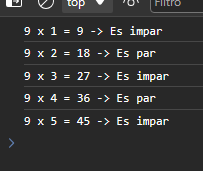 top
Filtro
9 x 1 = 9 -> Es impar
9 x 2 = 18 -> Es par
9 x 3 = 27 -> Es impar
9 x 4 = 36 -> Es par
9 x 5 = 45 -> Es impar